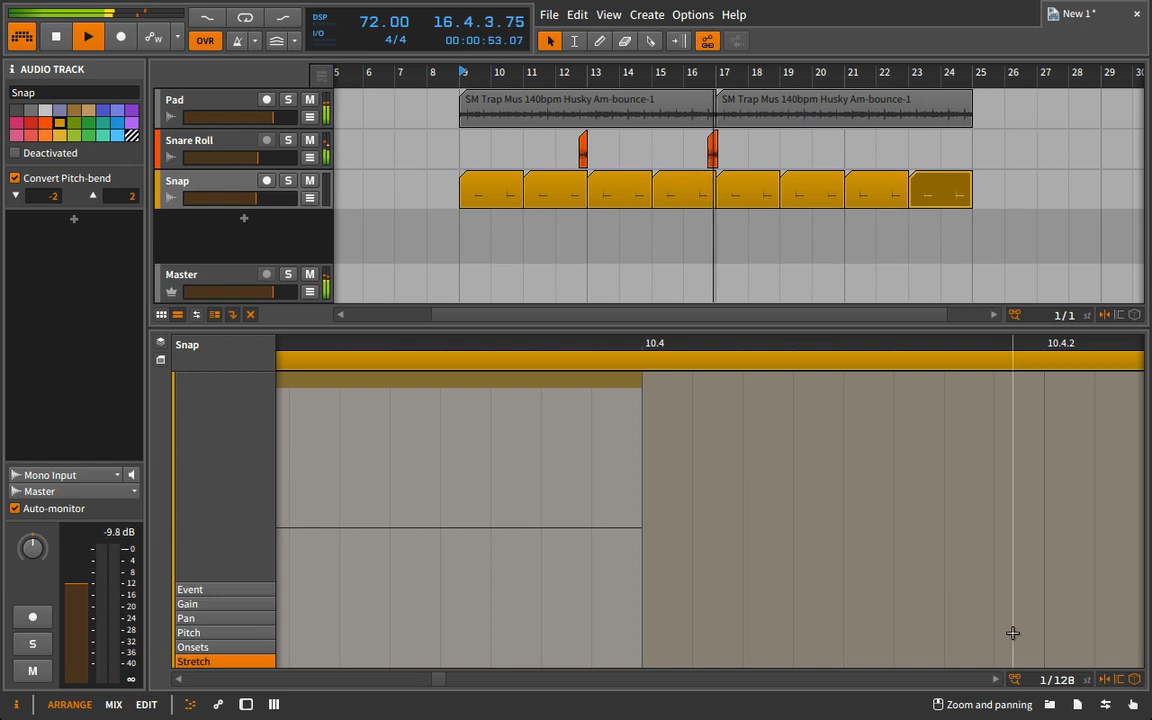 DSP
I/O
72.00
4/4
16.4.3.75
00:00:53.07
File Edit View Create Options Help
New 1*
OVR
AUDIO TRACK
Snap
Deactivated
Convert Pitch-bend
-2 2
Mono Input
Master
Auto-monitor
-9.8 dB
0
4
8
12
16
20
24
28
32
36
40
∞
S
M
5 6 7 8 9 10 11 12 13 14 15 16 17 18 19 20 21 22 23 24 25 26 27 28 29 30
Pad S M
SM Trap Mus 140bpm Husky Am-bounce-1 SM Trap Mus 140bpm Husky Am-bounce-1
Snare Roll S M
Snap S M
Master S M
1/1 st
Snap
10.4 10.4.2
Event
Gain
Pan
Pitch
Onsets
Stretch
1/128 st
i ARRANGE MIX EDIT
Zoom and panning